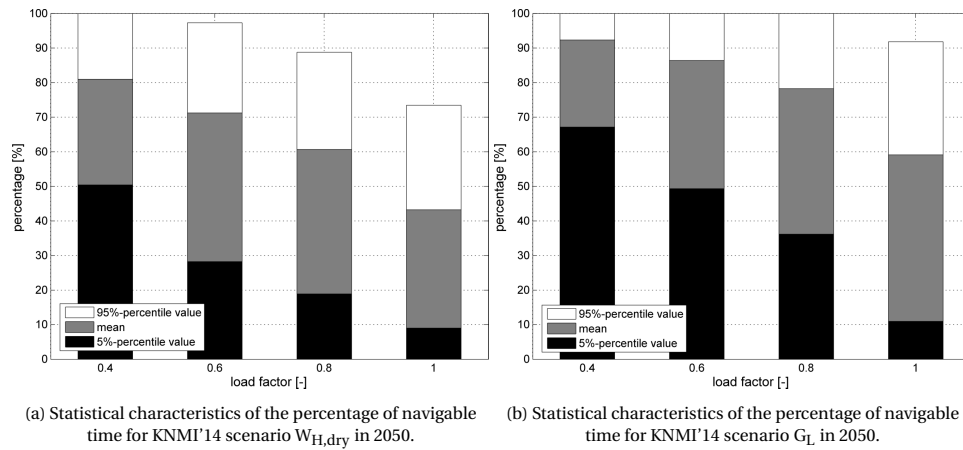 100
90
80
70
60
50
40
30
20
10
0
percentage [%]
95%-percentile value
mean
5%-percentile value
0.4 0.6 0.8 1
load factor [-]
(a) Statistical characteristics of the percentage of navigable
time for KNMI'14 scenario W_H,dry in 2050.
100
90
80
70
60
50
40
30
20
10
0
percentage [%]
95%-percentile value
mean
5%-percentile value
0.4 0.6 0.8 1
load factor [-]
(b) Statistical characteristics of the percentage of navigable
time for KNMI'14 scenario G_L in 2050.